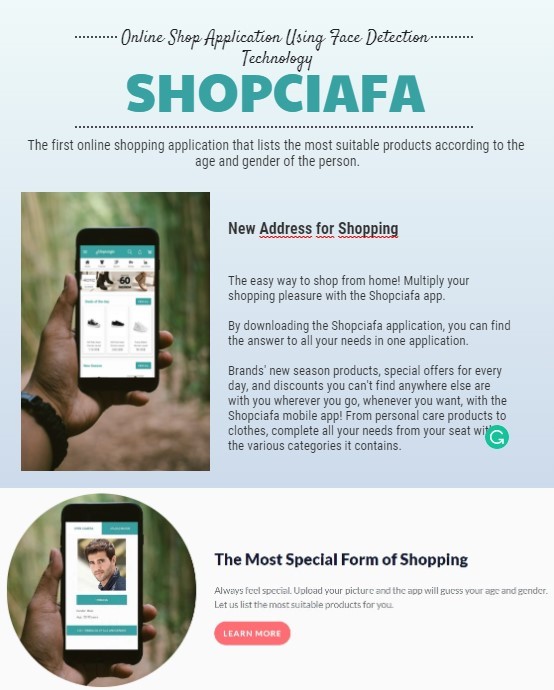 Online Shop Application Using Face Detection
Technology
SHOPCIAFA
The first online shopping application that lists the most suitable products according to the
age and gender of the person.
New Address for Shopping
The easy way to shop from home! Multiply your
shopping pleasure with the Shopciafa app.
By downloading the Shopciafa application, you can find
the answer to all your needs in one application.
Brands' new season products, special offers for every
day, and discounts you can't find anywhere else are
with you wherever you go, whenever you want, with the
Shopciafa mobile app! From personal care products to
clothes, complete all your needs from your seat with
the various categories it contains.
60
The Most Special Form of Shopping
Always feel special. Upload your picture and the app will guess your age and gender.
Let us list the most suitable products for you.
LEARN MORE